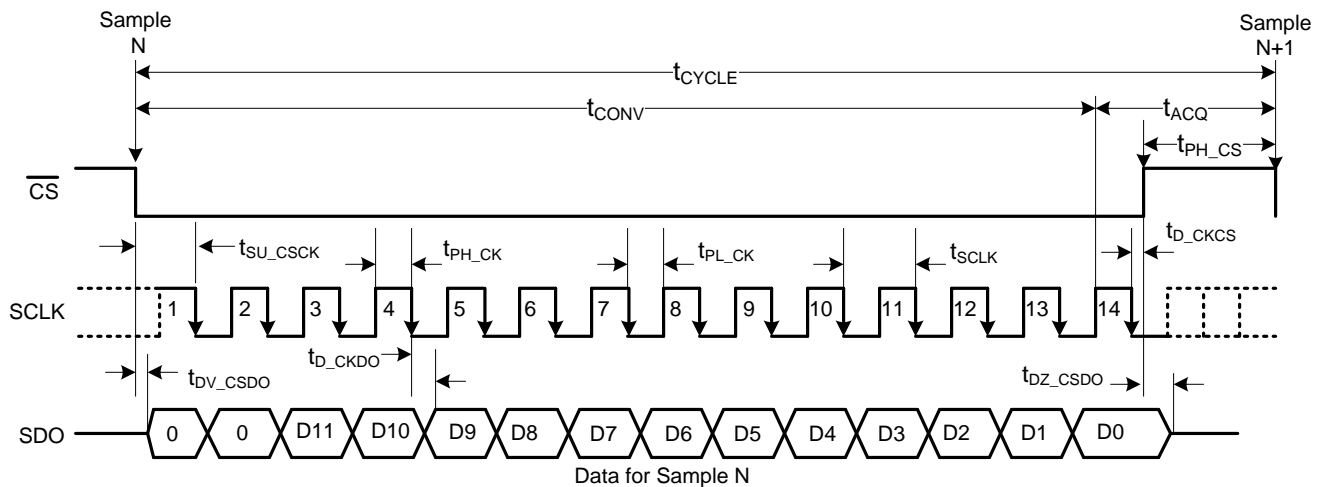 Sample
N
Sample
N+1
tCYCLE
tCONV
tACQ
tPH_CS
CS
tSU_CSCK
tPH_CK
tPL_CK
tSCLK
tD_CKCS
SCLK
1 2 3 4 5 6 7 8 9 10 11 12 13 14
tD_CKDO
tDV_CSDO
tDZ_CSDO
SDO
0 0 D11 D10 D9 D8 D7 D6 D5 D4 D3 D2 D1 D0
Data for Sample N